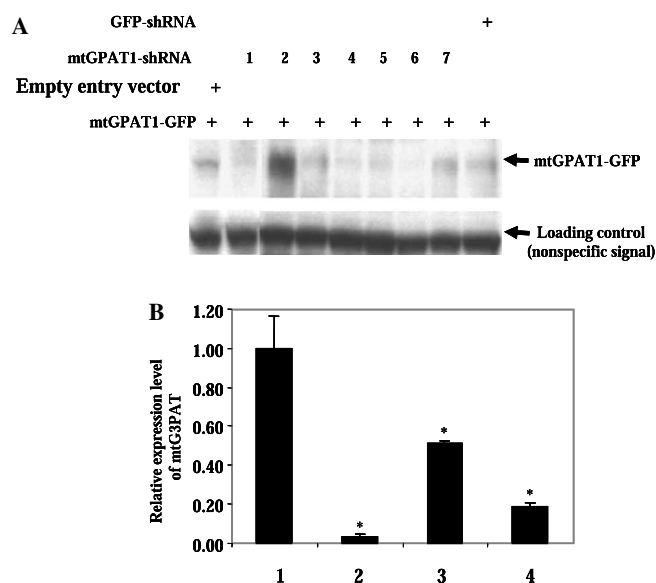 A
GFP-shRNA +
mtGPAT1-shRNA 1 2 3 4 5 6 7
Empty entry vector +
mtGPAT1-GFP + + + + + + + + +
mtGPAT1-GFP
Loading control
(nonspecific signal)
B
Relative expression level
of mtG3PAT
1.20
1.00
0.80
0.60
0.40
0.20
0.00
*
*
*
1 2 3 4